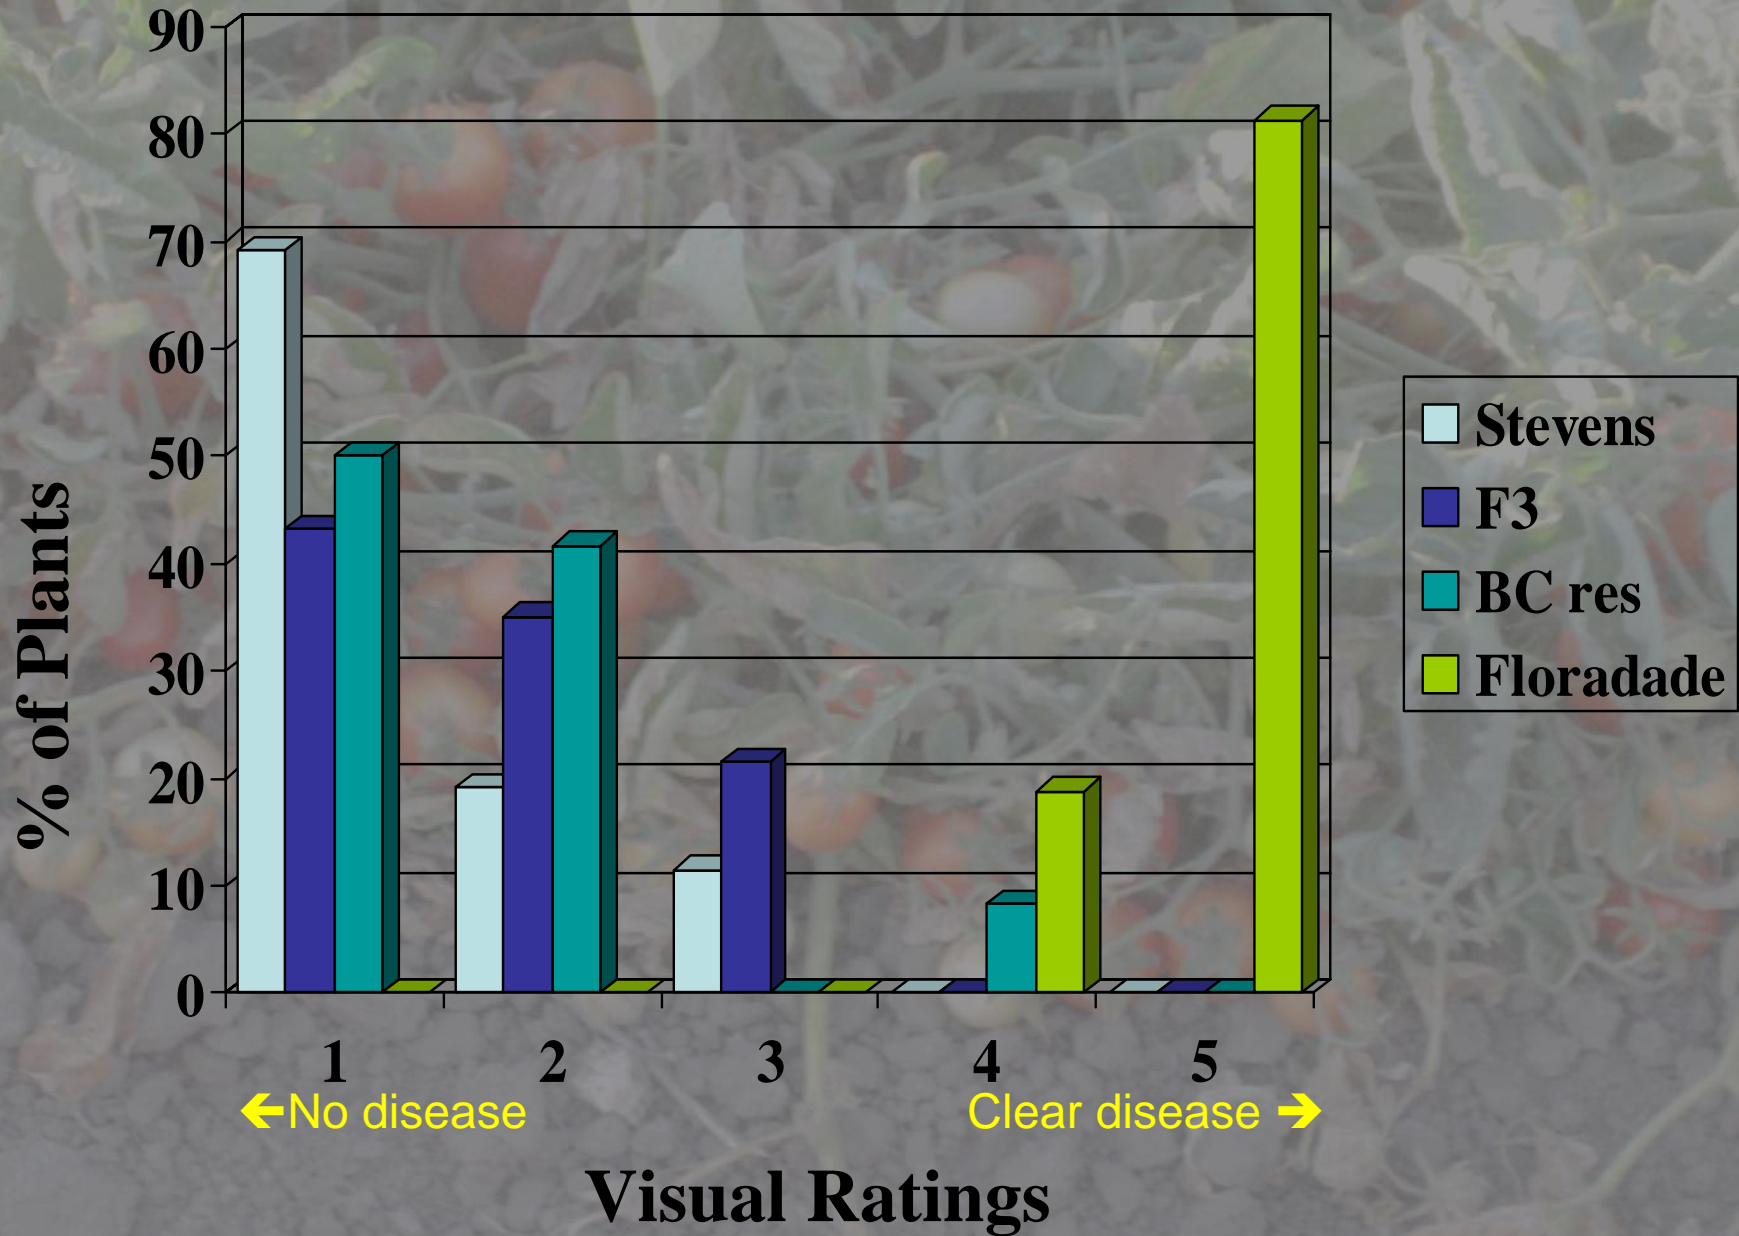 90
80
70
60
50
40
30
20
10
0
% of Plants
1 2 3 4 5
🡸No disease
Clear disease 🡺
Visual Ratings
Stevens
F3
BC res
Floradade